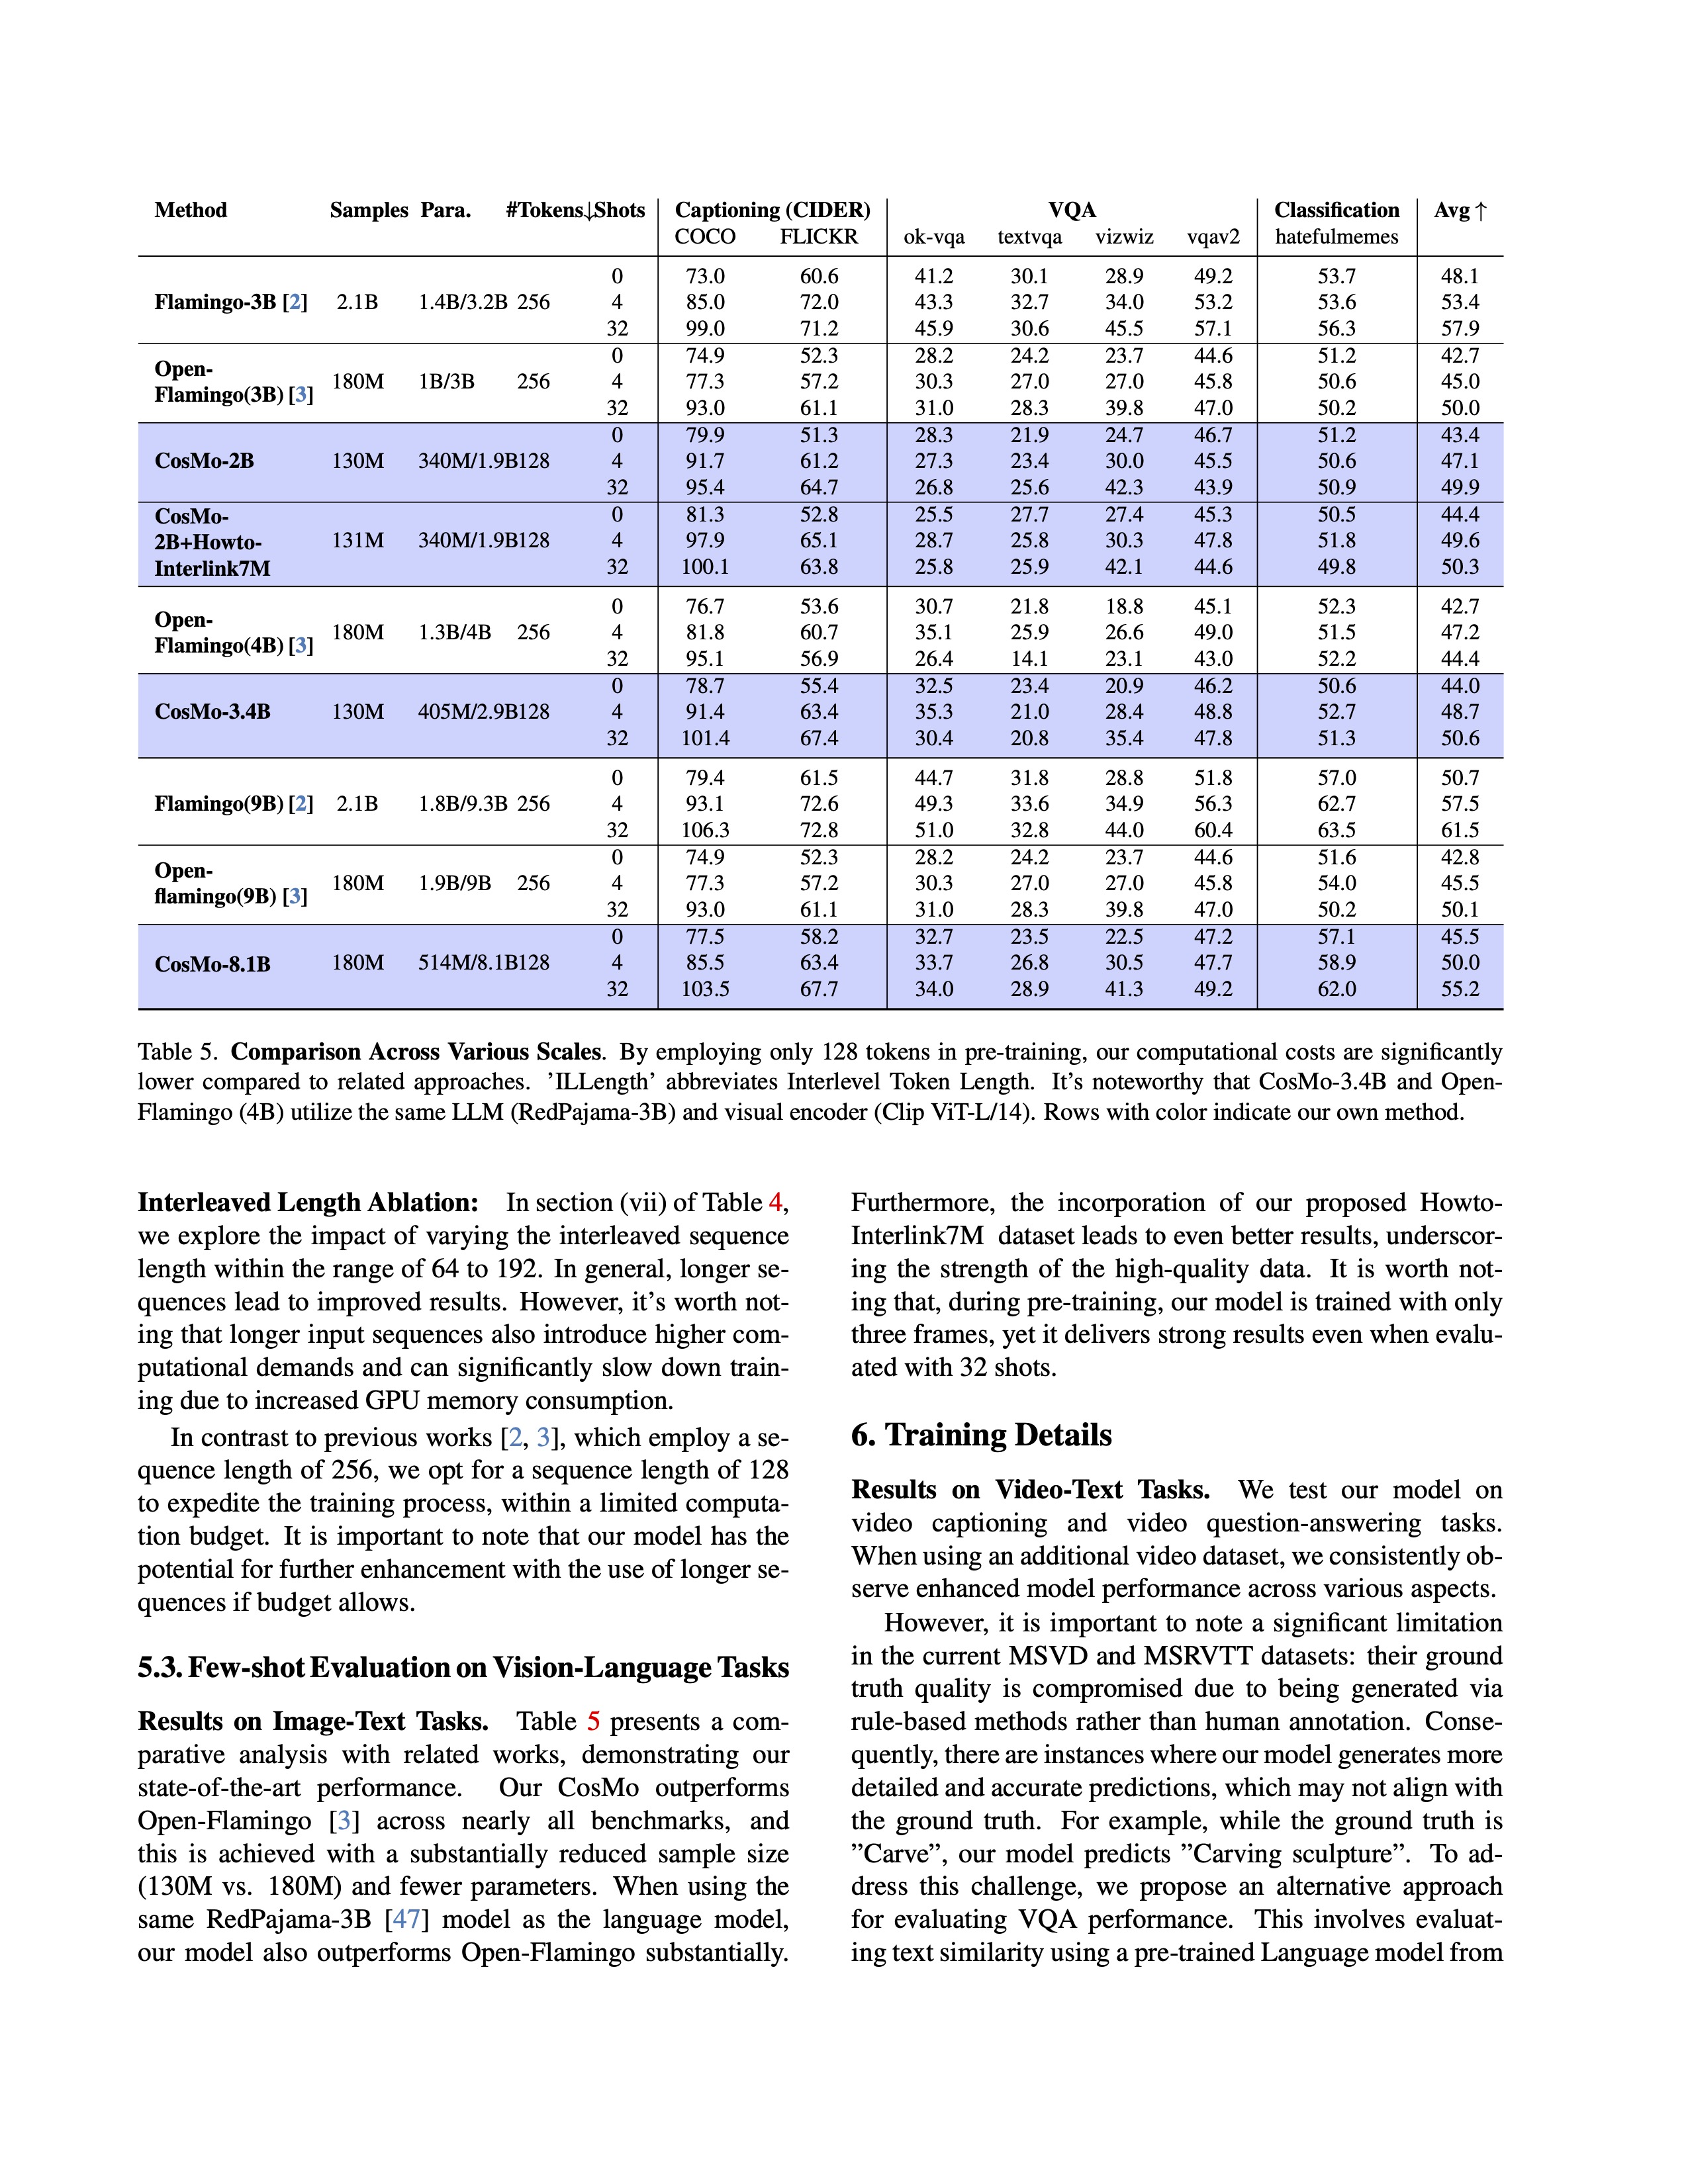 Method Samples Para. #Tokens↓Shots Captioning (CIDER) VQA Classification Avg ↑
COCO FLICKR ok-vqa textvqa vizwiz vqav2 hatefulmemes
0 73.0 60.6 41.2 30.1 28.9 49.2 53.7 48.1
Flamingo-3B [2] 2.1B 1.4B/3.2B 256 4 85.0 72.0 43.3 32.7 34.0 53.2 53.6 53.4
32 99.0 71.2 45.9 30.6 45.5 57.1 56.3 57.9
0 74.9 52.3 28.2 24.2 23.7 44.6 51.2 42.7
Open-
Flamingo(3B) [3] 180M 1B/3B 256 4 77.3 57.2 30.3 27.0 27.0 45.8 50.6 45.0
32 93.0 61.1 31.0 28.3 39.8 47.0 50.2 50.0
0 79.9 51.3 28.3 21.9 24.7 46.7 51.2 43.4
CosMo-2B 130M 340M/1.9B128 4 91.7 61.2 27.3 23.4 30.0 45.5 50.6 47.1
32 95.4 64.7 26.8 25.6 42.3 43.9 50.9 49.9
CosMo- 0 81.3 52.8 25.5 27.7 27.4 45.3 50.5 44.4
2B+Howto- 131M 340M/1.9B128 4 97.9 65.1 28.7 25.8 30.3 47.8 51.8 49.6
Interlink7M 32 100.1 63.8 25.8 25.9 42.1 44.6 49.8 50.3
0 76.7 53.6 30.7 21.8 18.8 45.1 52.3 42.7
Open-
Flamingo(4B) [3] 180M 1.3B/4B 256 4 81.8 60.7 35.1 25.9 26.6 49.0 51.5 47.2
32 95.1 56.9 26.4 14.1 23.1 43.0 52.2 44.4
0 78.7 55.4 32.5 23.4 20.9 46.2 50.6 44.0
CosMo-3.4B 130M 405M/2.9B128 4 91.4 63.4 35.3 21.0 28.4 48.8 52.7 48.7
32 101.4 67.4 30.4 20.8 35.4 47.8 51.3 50.6
0 79.4 61.5 44.7 31.8 28.8 51.8 57.0 50.7
Flamingo(9B) [2] 2.1B 1.8B/9.3B 256 4 93.1 72.6 49.3 33.6 34.9 56.3 62.7 57.5
32 106.3 72.8 51.0 32.8 44.0 60.4 63.5 61.5
0 74.9 52.3 28.2 24.2 23.7 44.6 51.6 42.8
Open-
flamingo(9B) [3] 180M 1.9B/9B 256 4 77.3 57.2 30.3 27.0 27.0 45.8 54.0 45.5
32 93.0 61.1 31.0 28.3 39.8 47.0 50.2 50.1
0 77.5 58.2 32.7 23.5 22.5 47.2 57.1 45.5
CosMo-8.1B 180M 514M/8.1B128 4 85.5 63.4 33.7 26.8 30.5 47.7 58.9 50.0
32 103.5 67.7 34.0 28.9 41.3 49.2 62.0 55.2
Table 5. Comparison Across Various Scales. By employing only 128 tokens in pre-training, our computational costs are significantly
lower compared to related approaches. ’ILLength’ abbreviates Interlevel Token Length. It’s noteworthy that CosMo-3.4B and Open-
Flamingo (4B) utilize the same LLM (RedPajama-3B) and visual encoder (Clip ViT-L/14). Rows with color indicate our own method.
Interleaved Length Ablation: In section (vii) of Table 4,
we explore the impact of varying the interleaved sequence
length within the range of 64 to 192. In general, longer se-
quences lead to improved results. However, it’s worth not-
ing that longer input sequences also introduce higher com-
putational demands and can significantly slow down train-
ing due to increased GPU memory consumption.
In contrast to previous works [2, 3], which employ a se-
quence length of 256, we opt for a sequence length of 128
to expedite the training process, within a limited computa-
tion budget. It is important to note that our model has the
potential for further enhancement with the use of longer se-
quences if budget allows.
5.3. Few-shot Evaluation on Vision-Language Tasks
Results on Image-Text Tasks. Table 5 presents a com-
parative analysis with related works, demonstrating our
state-of-the-art performance. Our CosMo outperforms
Open-Flamingo [3] across nearly all benchmarks, and
this is achieved with a substantially reduced sample size
(130M vs. 180M) and fewer parameters. When using the
same RedPajama-3B [47] model as the language model,
our model also outperforms Open-Flamingo substantially.
Furthermore, the incorporation of our proposed Howto-
Interlink7M dataset leads to even better results, underscor-
ing the strength of the high-quality data. It is worth not-
ing that, during pre-training, our model is trained with only
three frames, yet it delivers strong results even when evalu-
ated with 32 shots.
6. Training Details
Results on Video-Text Tasks. We test our model on
video captioning and video question-answering tasks.
When using an additional video dataset, we consistently ob-
serve enhanced model performance across various aspects.
However, it is important to note a significant limitation
in the current MSVD and MSRVTT datasets: their ground
truth quality is compromised due to being generated via
rule-based methods rather than human annotation. Conse-
quently, there are instances where our model generates more
detailed and accurate predictions, which may not align with
the ground truth. For example, while the ground truth is
”Carve”, our model predicts ”Carving sculpture”. To ad-
dress this challenge, we propose an alternative approach
for evaluating VQA performance. This involves evaluat-
ing text similarity using a pre-trained Language model from